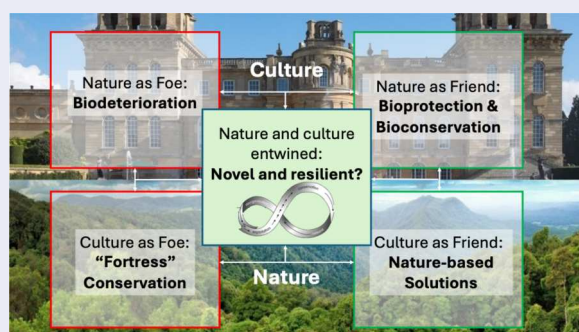 Culture
Nature as Foe:
Biodeterioration
Nature as Friend:
Bioprotection &
Bioconservation
Nature and culture
entwined:
Novel and resilient?
Culture as Foe:
“Fortress”
Conservation
Culture as Friend:
Nature-based
Solutions
Nature